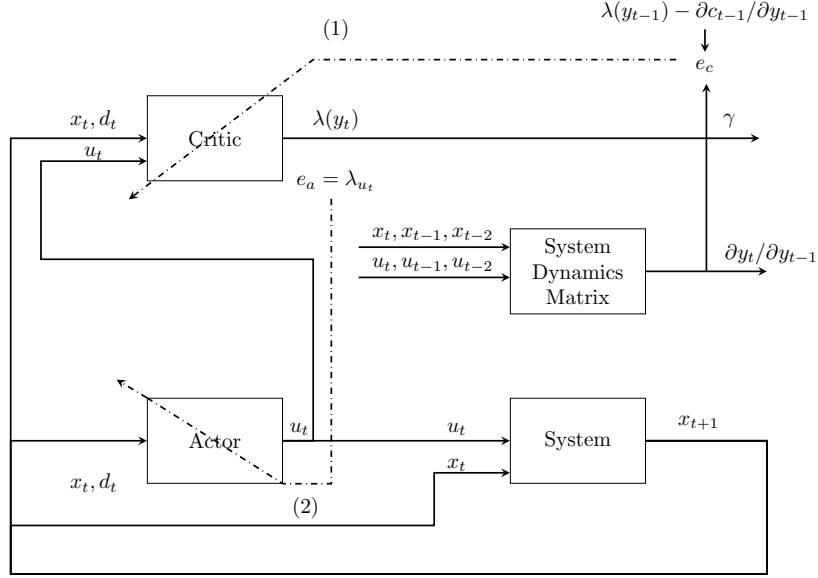 λ(y_{t−1}) − ∂c_{t−1}/∂y_{t−1}
(1)
e_c
x_t, d_t
λ(y_t)
γ
Critic
u_t
e_a = λ_{u_t}
x_t, x_{t−1}, x_{t−2}
u_t, u_{t−1}, u_{t−2}
System
Dynamics
Matrix
∂y_t/∂y_{t−1}
Actor
u_t
u_t
System
x_{t+1}
x_t
x_t, d_t
(2)